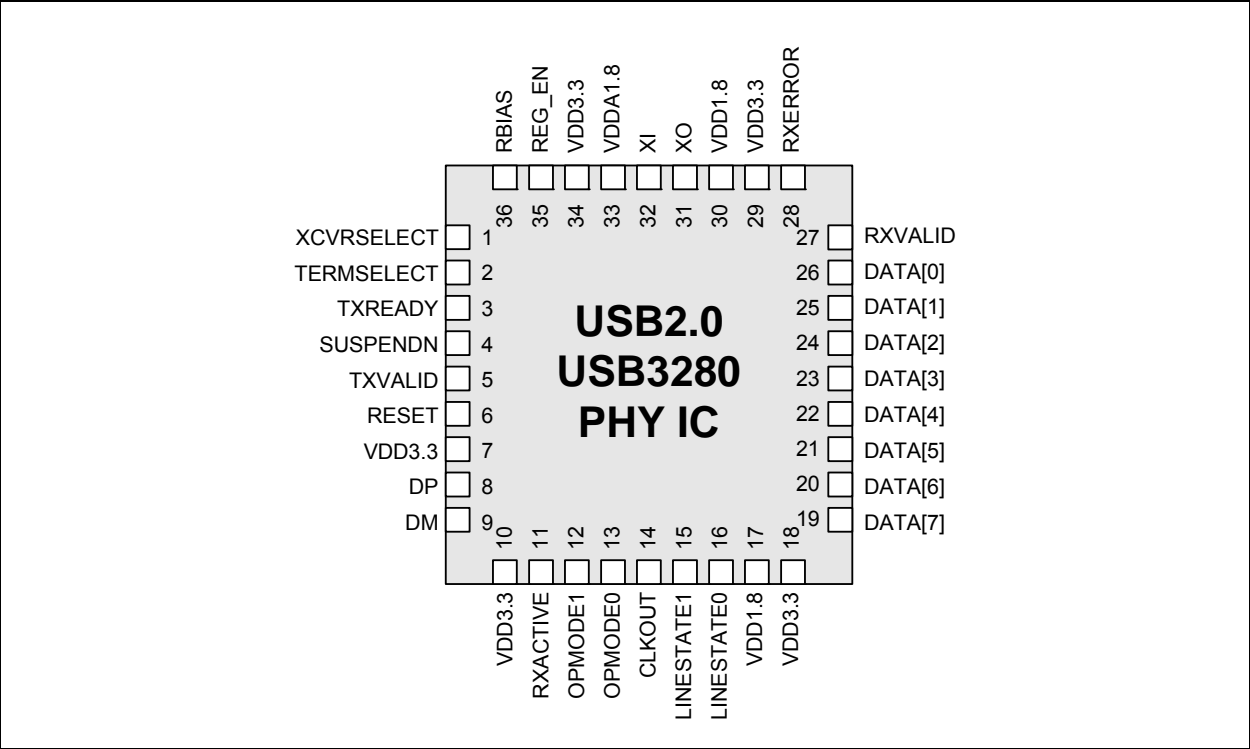 RBIAS
REG_EN
VDD3.3
VDDA1.8
XI
XO
VDD1.8
VDD3.3
RXERROR
36
35
34
33
32
31
30
29
28
XCVRSELECT 1
TERMSELECT 2
TXREADY 3
SUSPENDN 4
TXVALID 5
RESET 6
VDD3.3 7
DP 8
DM 9
USB2.0
USB3280
PHY IC
27 RXVALID
26 DATA[0]
25 DATA[1]
24 DATA[2]
23 DATA[3]
22 DATA[4]
21 DATA[5]
20 DATA[6]
19 DATA[7]
10
11
12
13
14
15
16
17
18
VDD3.3
RXACTIVE
OPMODE1
OPMODE0
CLKOUT
LINESTATE1
LINESTATE0
VDD1.8
VDD3.3